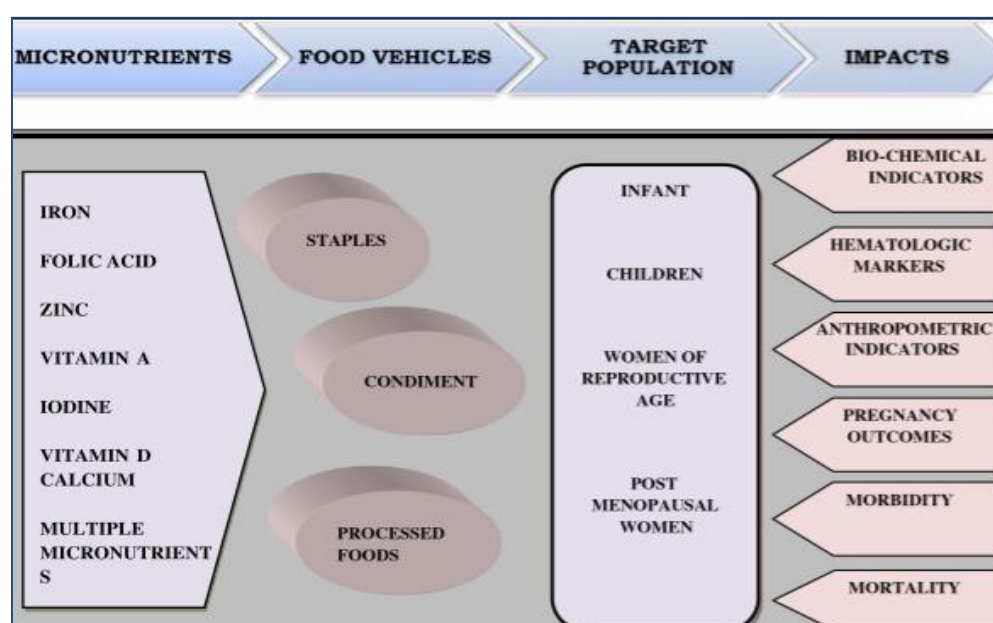 MICRONUTRIENTS
FOOD VEHICLES
TARGET
POPULATION
IMPACTS
IRON
FOLIC ACID
ZINC
VITAMIN A
IODINE
VITAMIN D
CALCIUM
MULTIPLE
MICRONUTRIENT
S
STAPLES
CONDIMENT
PROCESSED
FOODS
INFANT
CHILDREN
WOMEN OF
REPRODUCTIVE
AGE
POST
MENOPAUSAL
WOMEN
BIO-CHEMICAL
INDICATORS
HEMATOLOGIC
MARKERS
ANTHROPOMETRIC
INDICATORS
PREGNANCY
OUTCOMES
MORBIDITY
MORTALITY